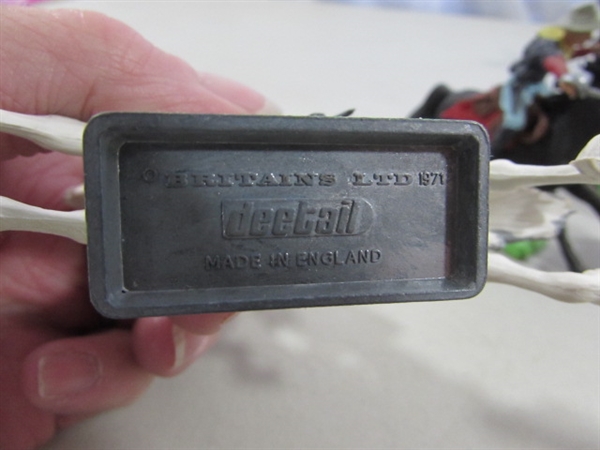 © BRITAINS LTD 1971
deetail
MADE IN ENGLAND